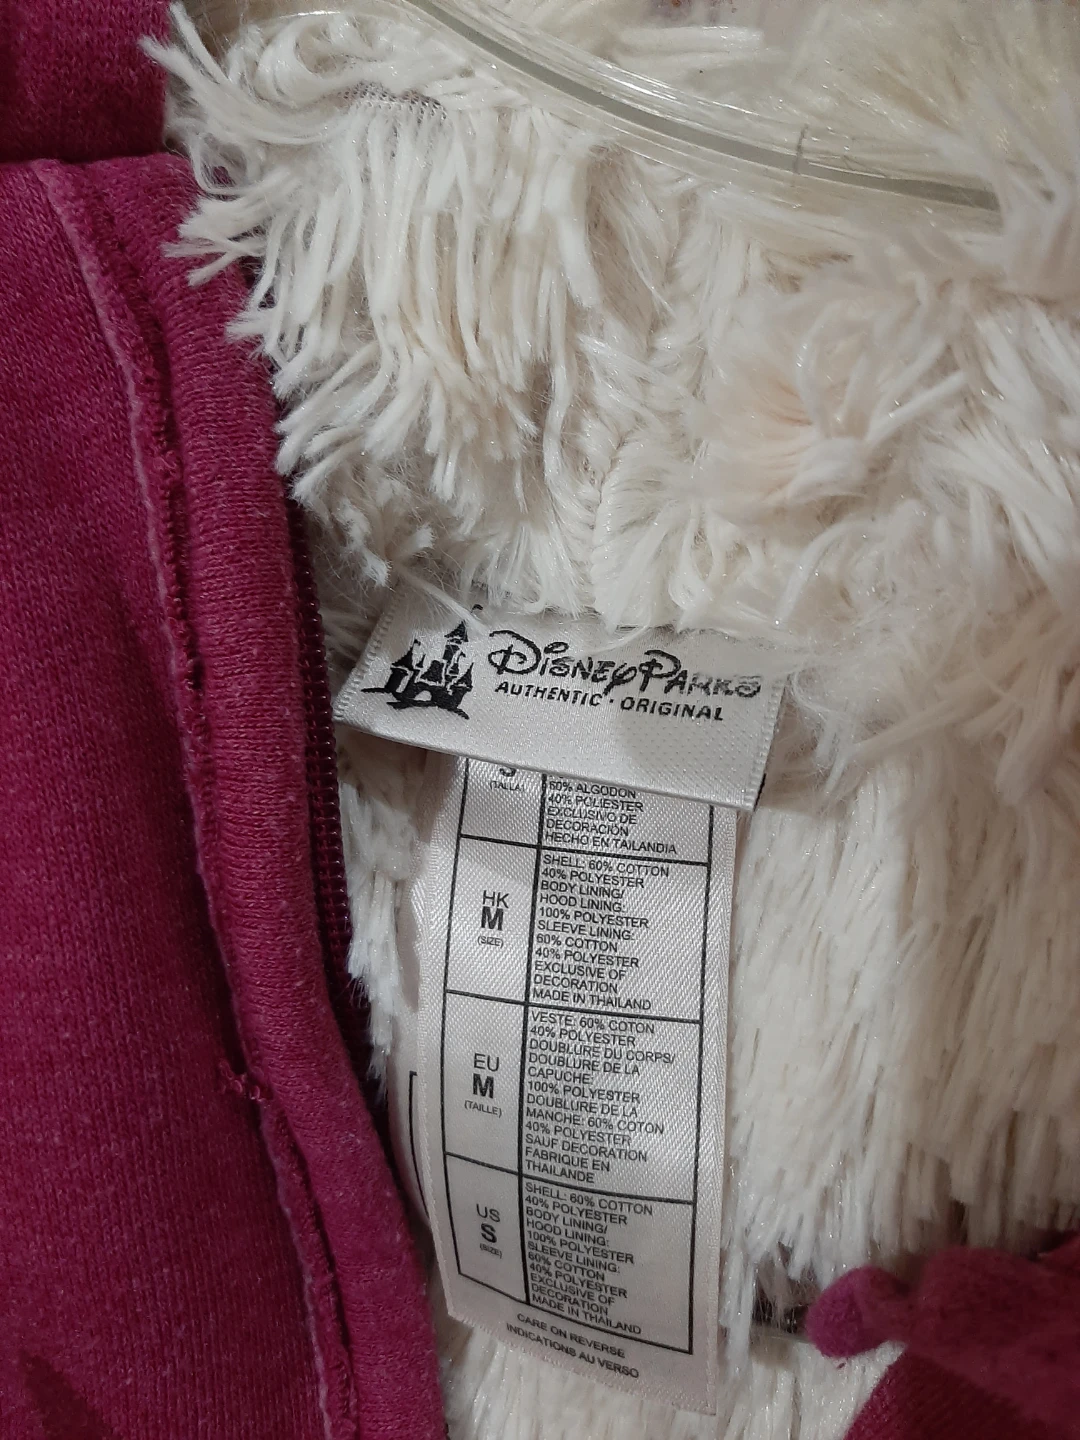 DISNEY PARKS
AUTHENTIC · ORIGINAL
S
(TALLA)
60% ALGODON
40% POLIESTER
EXCLUSIVO DE
DECORACIÓN
HECHO EN TAILANDIA
HK
M
(SIZE)
SHELL: 60% COTTON
40% POLYESTER
BODY LINING/
HOOD LINING:
100% POLYESTER
SLEEVE LINING:
60% COTTON
40% POLYESTER
EXCLUSIVE OF
DECORATION
MADE IN THAILAND
EU
M
(TAILLE)
VESTE: 60% COTON
40% POLYESTER
DOUBLURE DU CORPS/
DOUBLURE DE LA
CAPUCHE:
100% POLYESTER
DOUBLURE DE LA
MANCHE: 60% COTON
40% POLYESTER
SAUF DECORATION
FABRIQUE EN
THAILANDE
US
S
(SIZE)
SHELL: 60% COTTON
40% POLYESTER
BODY LINING/
HOOD LINING:
100% POLYESTER
SLEEVE LINING:
60% COTTON
40% POLYESTER
EXCLUSIVE OF
DECORATION
MADE IN THAILAND
CARE ON REVERSE
INDICATIONS AU VERSO